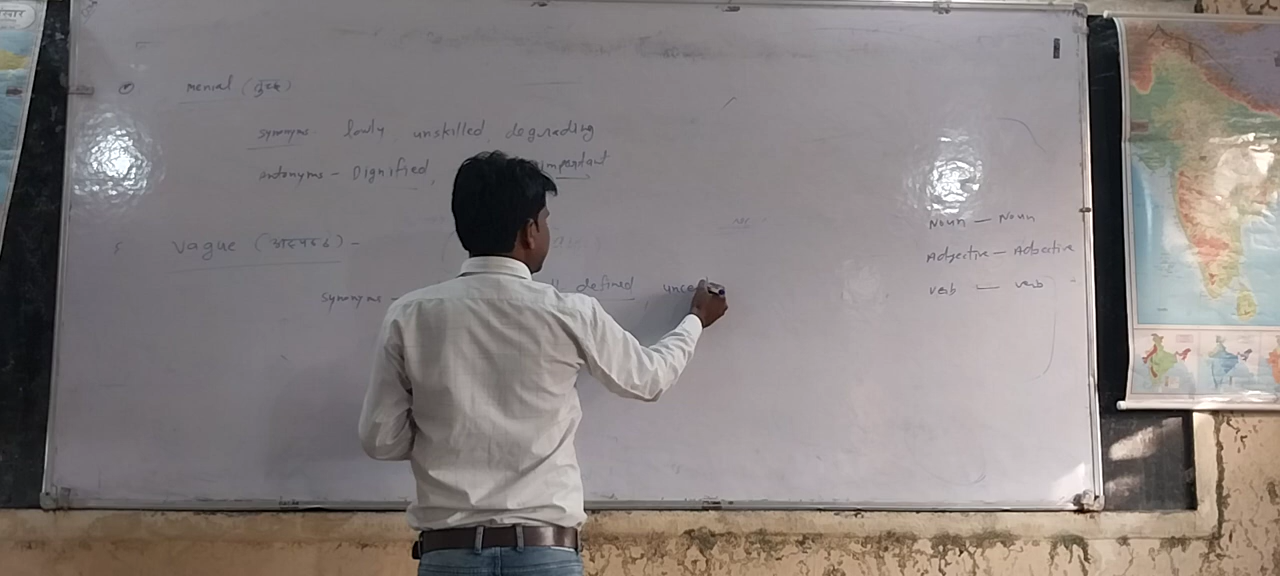 menial (तुच्छ)
synonyms- lowly unskilled degrading
Antonyms - Dignified, important
Vague (अस्पष्ट) -
synonyms - defined, unce
Noun — Noun
Adjective — Adjective
verb — verb